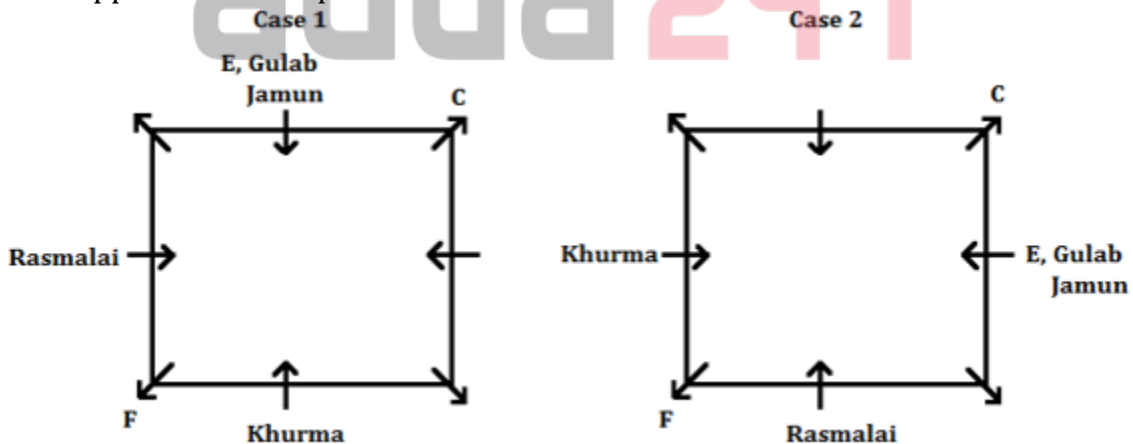 Case 1
Case 2
E, Gulab
Jamun
C
C
Rasmalai
Khurma
E, Gulab
Jamun
F
Khurma
F
Rasmalai